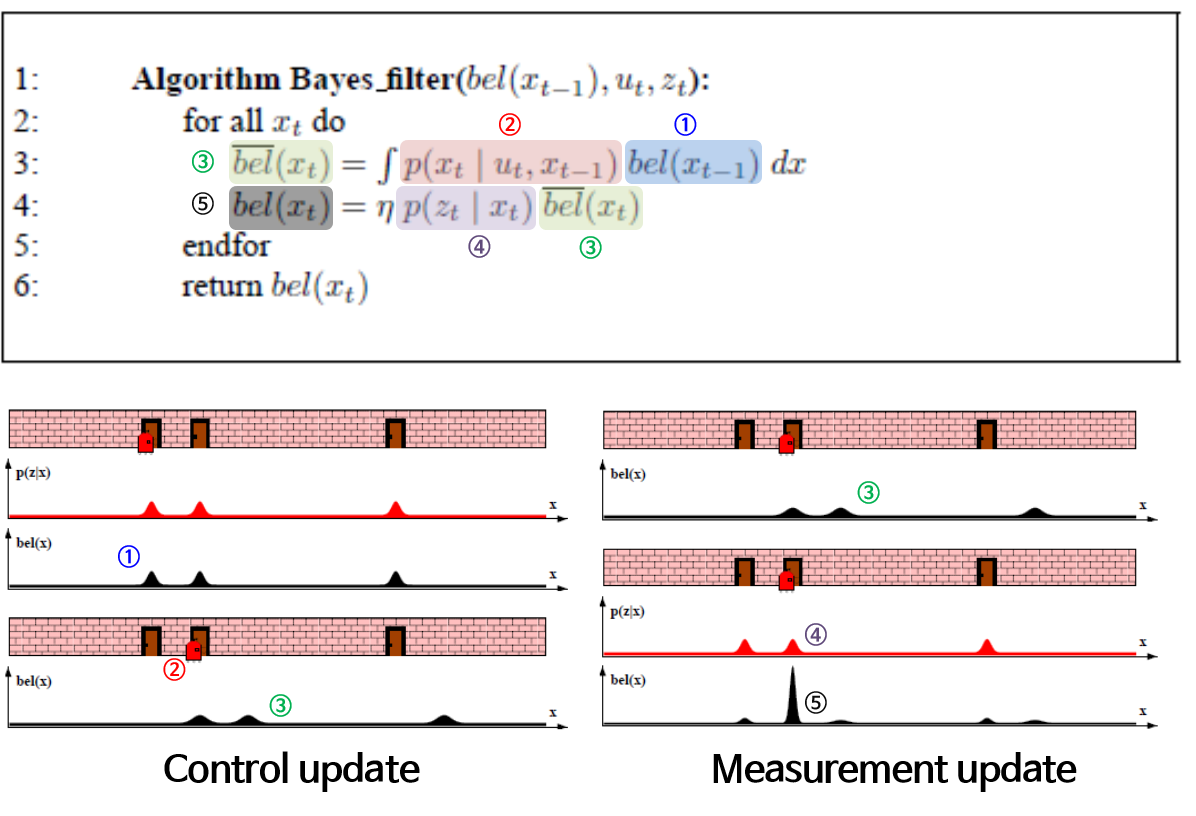 1: Algorithm Bayes_filter(bel(x_{t−1}), u_t, z_t):
2: for all x_t do
② ①
3: ③ \overline{bel}(x_t) = ∫ p(x_t | u_t, x_{t−1}) bel(x_{t−1}) dx
4: ⑤ bel(x_t) = η p(z_t | x_t) \overline{bel}(x_t)
④ ③
5: endfor
6: return bel(x_t)
p(z|x)
x
bel(x)
①
x
②
bel(x)
③
x
Control update
bel(x)
③
x
p(z|x)
④
x
bel(x)
⑤
x
Measurement update